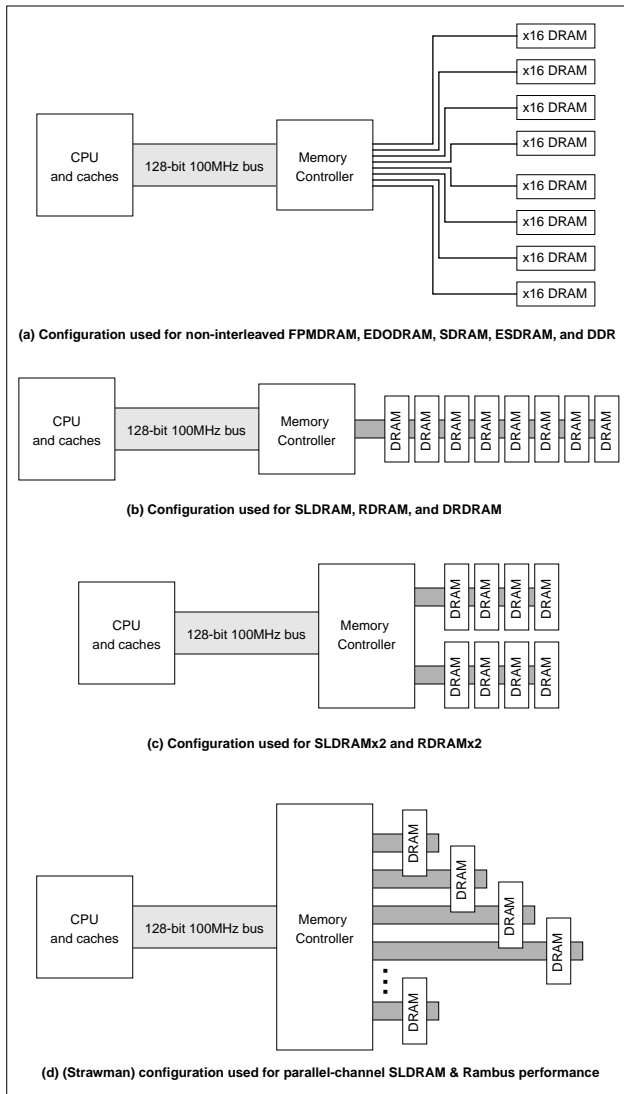 x16 DRAM
x16 DRAM
x16 DRAM
x16 DRAM
x16 DRAM
x16 DRAM
x16 DRAM
x16 DRAM
CPU
and caches
128-bit 100MHz bus
Memory
Controller
(a) Configuration used for non-interleaved FPMDRAM, EDODRAM, SDRAM, ESDRAM, and DDR
CPU
and caches
128-bit 100MHz bus
Memory
Controller
DRAM
DRAM
DRAM
DRAM
DRAM
DRAM
DRAM
DRAM
(b) Configuration used for SLDRAM, RDRAM, and DRDRAM
CPU
and caches
128-bit 100MHz bus
Memory
Controller
DRAM
DRAM
DRAM
DRAM
DRAM
DRAM
DRAM
DRAM
(c) Configuration used for SLDRAMx2 and RDRAMx2
CPU
and caches
128-bit 100MHz bus
Memory
Controller
DRAM
DRAM
DRAM
DRAM
DRAM
(d) (Strawman) configuration used for parallel-channel SLDRAM & Rambus performance